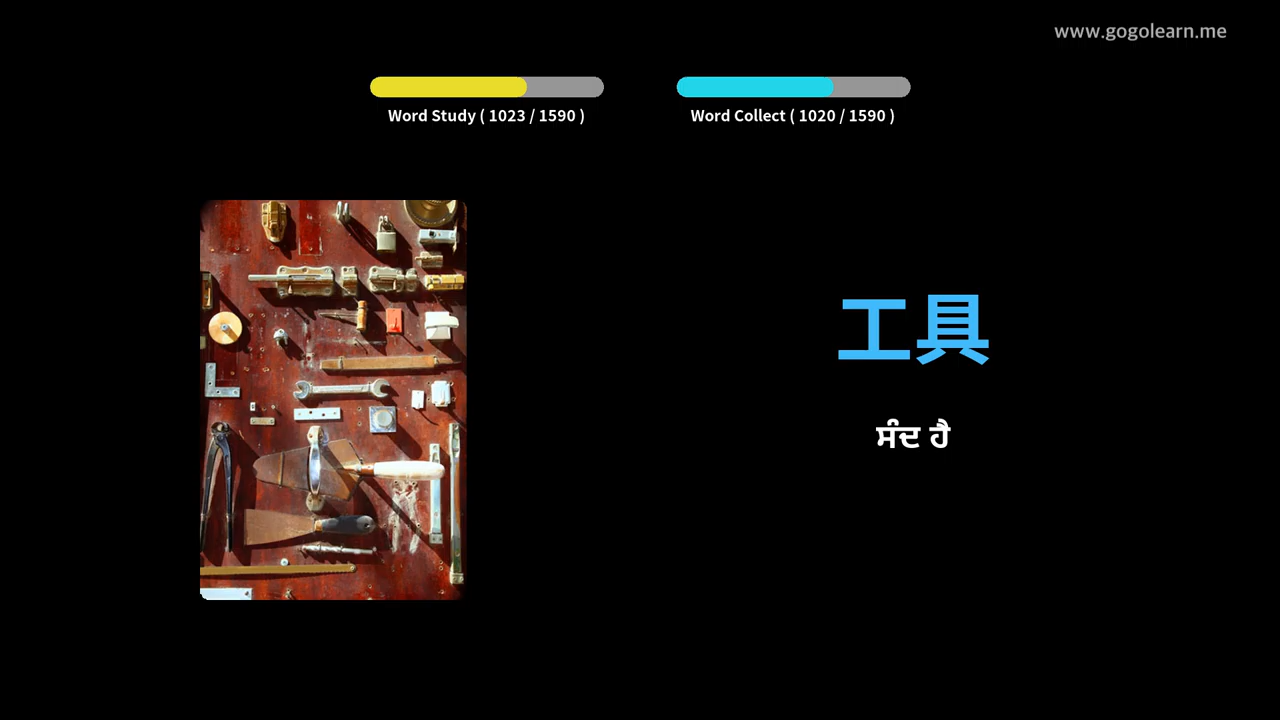 www.gogolearn.me
Word Study ( 1023 / 1590 )
Word Collect ( 1020 / 1590 )
工具
ਸੰਦ ਹੈ